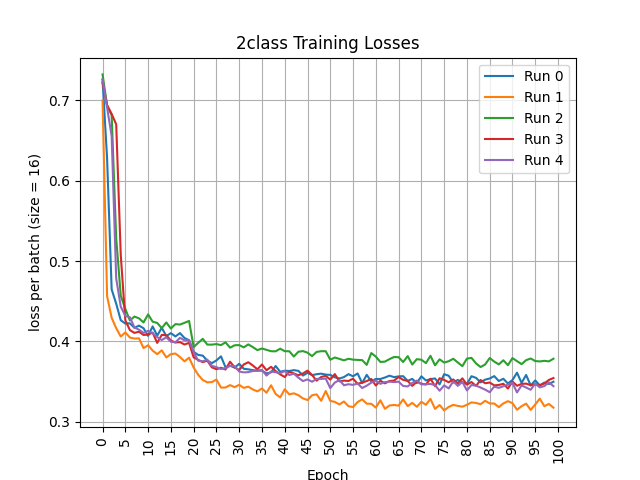 2class Training Losses
loss per batch (size = 16)
0.7
0.6
0.5
0.4
0.3
Run 0
Run 1
Run 2
Run 3
Run 4
0 5 10 15 20 25 30 35 40 45 50 55 60 65 70 75 80 85 90 95 100
Epoch